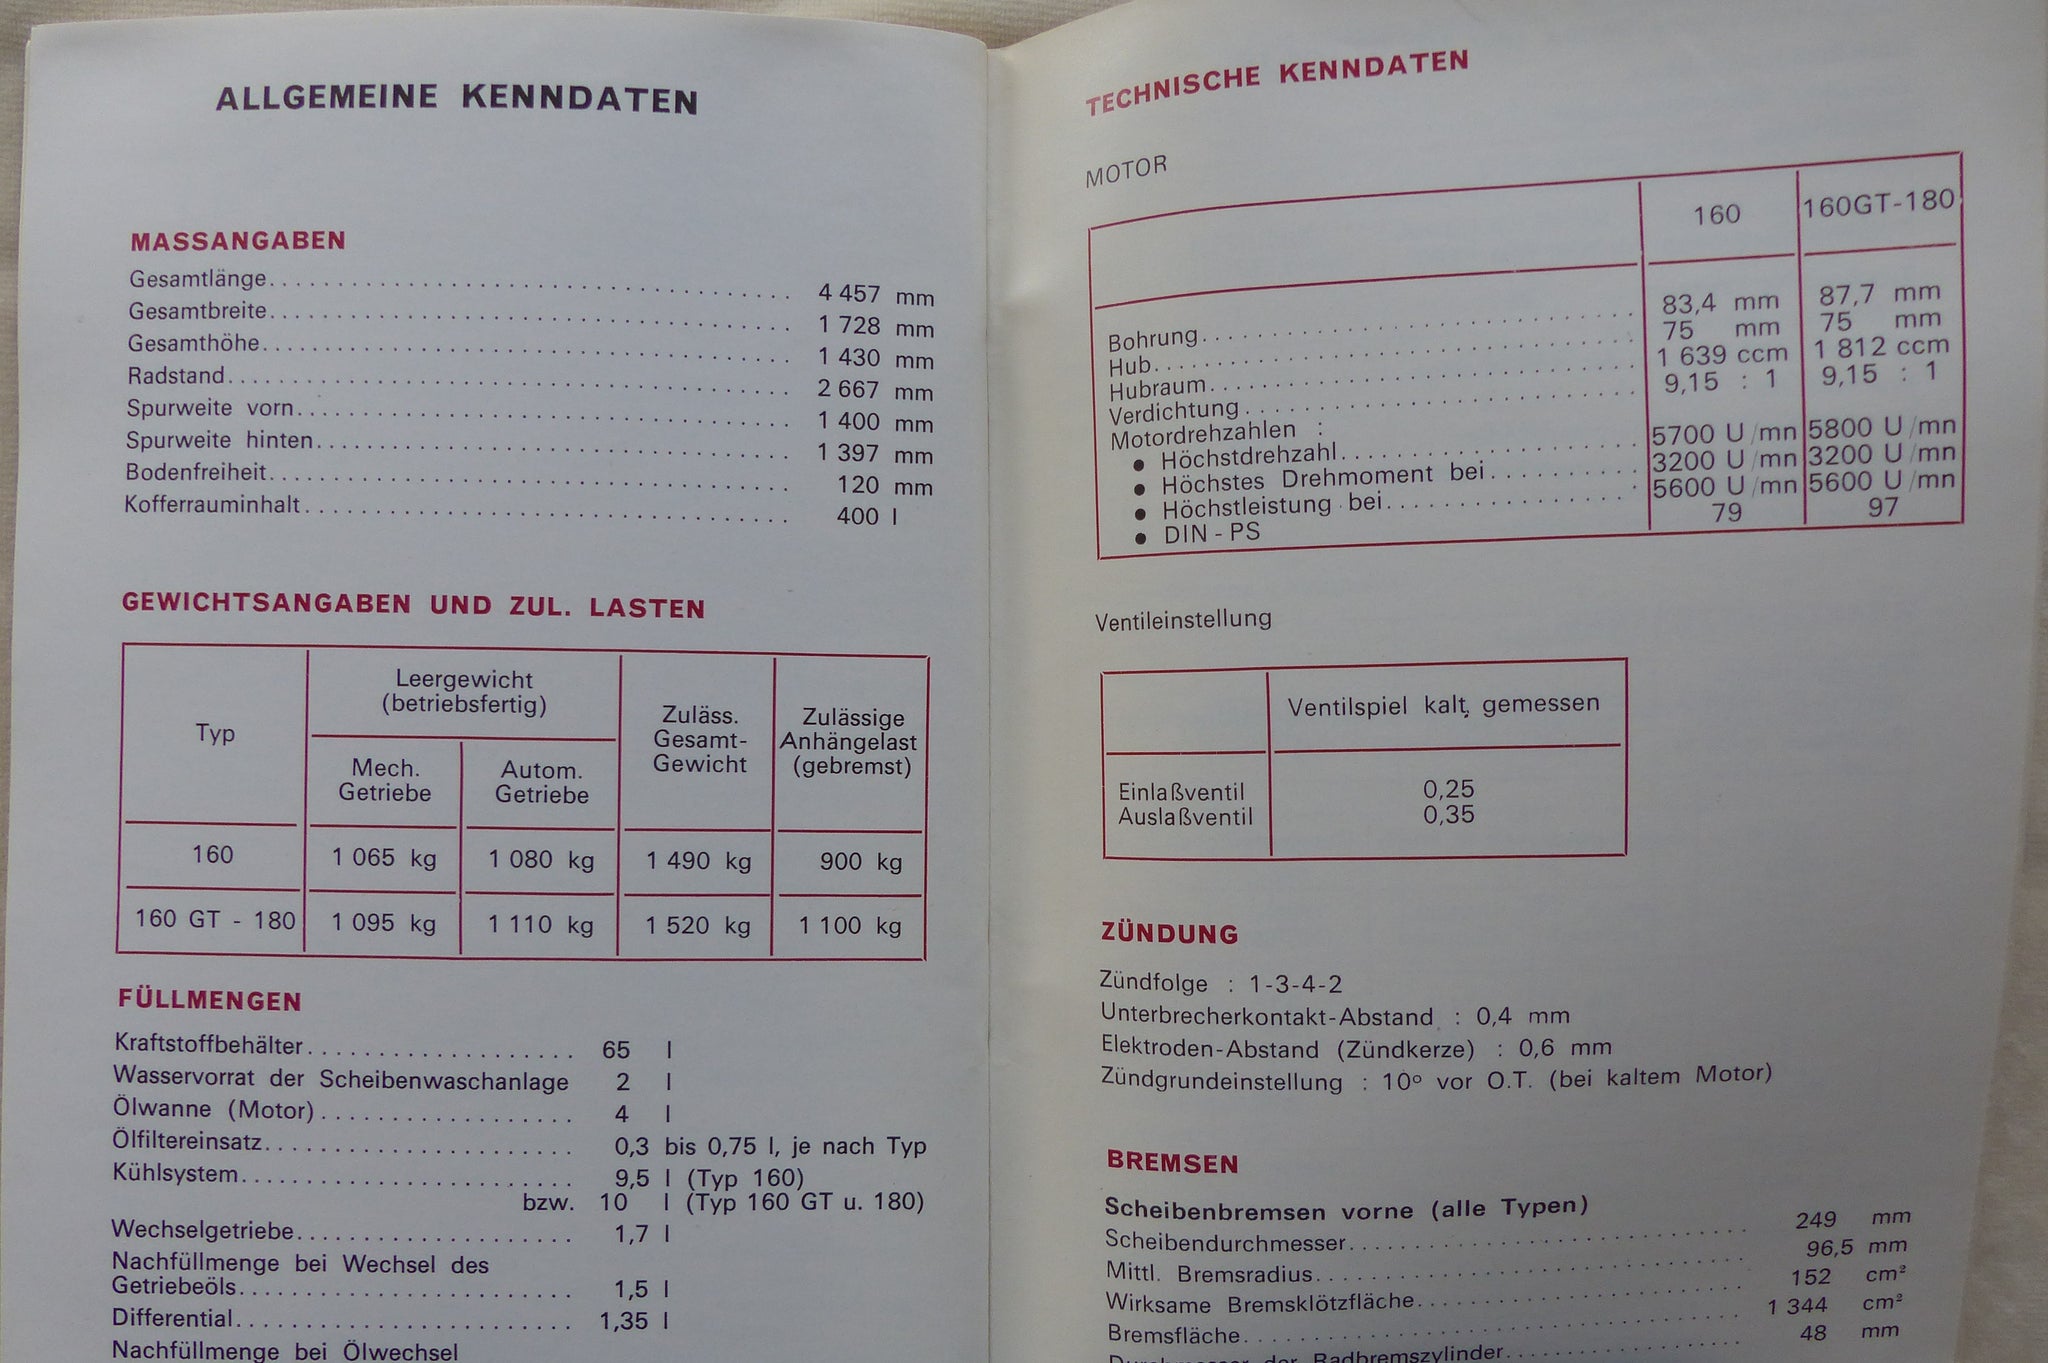 ALLGEMEINE KENNDATEN
MASSANGABEN
Gesamtlänge........................................ 4 457 mm
Gesamtbreite........................................ 1 728 mm
Gesamthöhe........................................ 1 430 mm
Radstand........................................ 2 667 mm
Spurweite vorn........................................ 1 400 mm
Spurweite hinten........................................ 1 397 mm
Bodenfreiheit........................................ 120 mm
Kofferrauminhalt........................................ 400 l
GEWICHTSANGABEN UND ZUL. LASTEN
Typ
Leergewicht
(betriebsfertig)
Mech.
Getriebe
Autom.
Getriebe
Zuläss.
Gesamt-
Gewicht
Zulässige
Anhängelast
(gebremst)
160 1 065 kg 1 080 kg 1 490 kg 900 kg
160 GT - 180 1 095 kg 1 110 kg 1 520 kg 1 100 kg
FÜLLMENGEN
Kraftstoffbehälter.................... 65 l
Wasservorrat der Scheibenwaschanlage 2 l
Ölwanne (Motor).................... 4 l
Ölfiltereinsatz........................ 0,3 bis 0,75 l, je nach Typ
Kühlsystem.......................... 9,5 l (Typ 160)
bzw. 10 l (Typ 160 GT u. 180)
Wechselgetriebe...................... 1,7 l
Nachfüllmenge bei Wechsel des
Getriebeöls.......................... 1,5 l
Differential.......................... 1,35 l
Nachfüllmenge bei Ölwechsel
TECHNISCHE KENNDATEN
MOTOR
160 160GT-180
Bohrung................................ 83,4 mm 87,7 mm
Hub.................................... 75 mm 75 mm
Hubraum................................ 1 639 ccm 1 812 ccm
Verdichtung............................ 9,15 : 1 9,15 : 1
Motordrehzahlen :
● Höchstdrehzahl...................... 5700 U/mn 5800 U/mn
● Höchstes Drehmoment bei........... 3200 U/mn 3200 U/mn
● Höchstleistung bei.................. 5600 U/mn 5600 U/mn
● DIN - PS 79 97
Ventileinstellung
Ventilspiel kalt, gemessen
Einlaßventil 0,25
Auslaßventil 0,35
ZÜNDUNG
Zündfolge : 1-3-4-2
Unterbrecherkontakt-Abstand : 0,4 mm
Elektroden-Abstand (Zündkerze) : 0,6 mm
Zündgrundeinstellung : 10º vor O.T. (bei kaltem Motor)
BREMSEN
Scheibenbremsen vorne (alle Typen)
Scheibendurchmesser............................ 249 mm
Mittl. Bremsradius.............................. 96,5 mm
Wirksame Bremsklötzfläche........................ 152 cm²
Bremsfläche.................................... 1 344 cm²
Durchmesser der Radbremszylinder.................. 48 mm